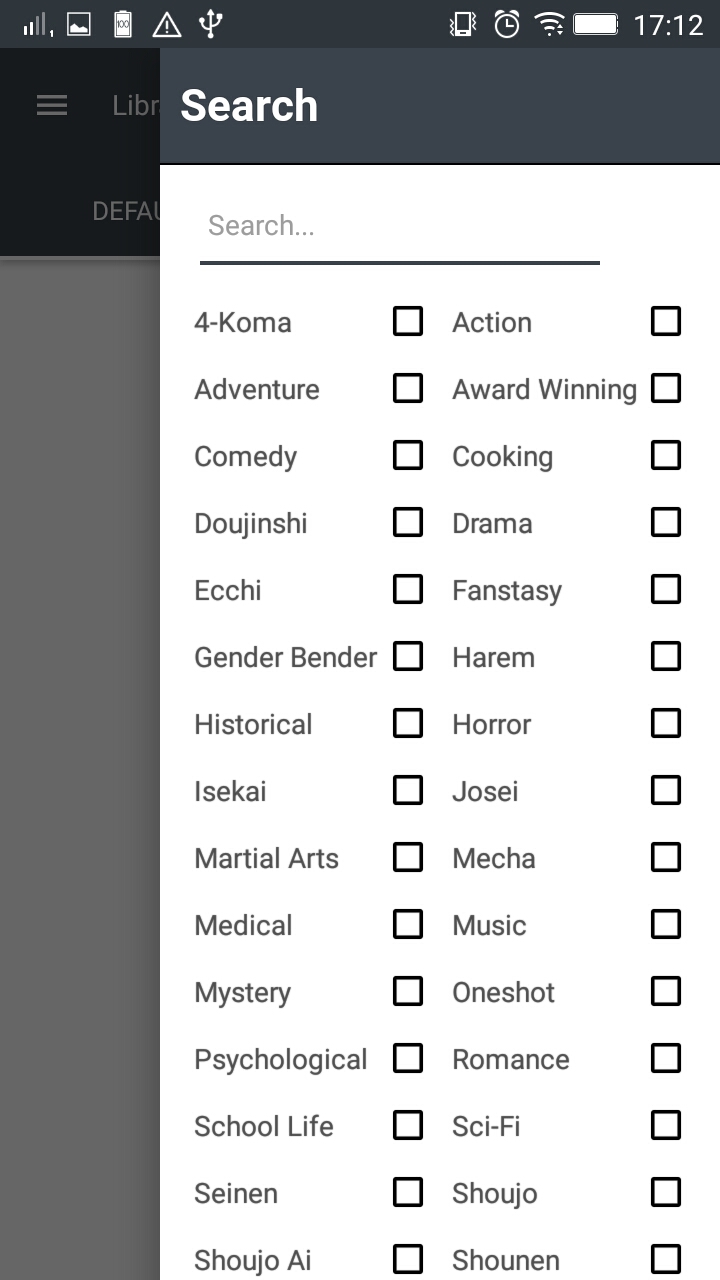 17:12
Libr
Search
DEFAU
Search...
4-Koma Action
Adventure Award Winning
Comedy Cooking
Doujinshi Drama
Ecchi Fanstasy
Gender Bender Harem
Historical Horror
Isekai Josei
Martial Arts Mecha
Medical Music
Mystery Oneshot
Psychological Romance
School Life Sci-Fi
Seinen Shoujo
Shoujo Ai Shounen